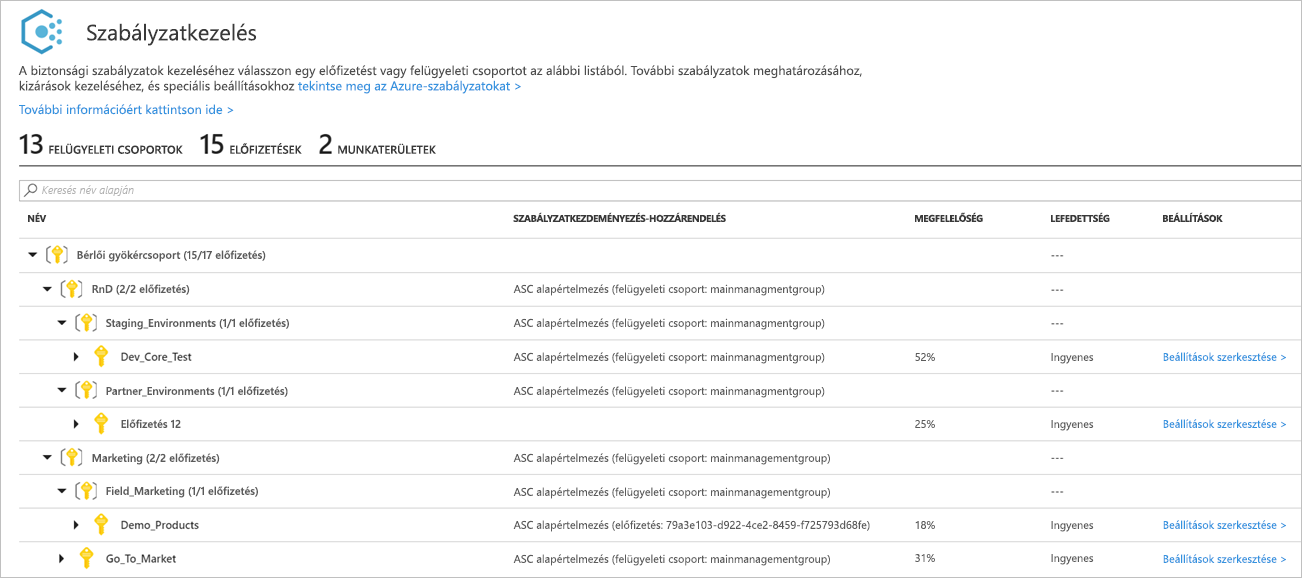 Szabályzatkezelés
A biztonsági szabályzatok kezeléséhez válasszon egy előfizetést vagy felügyeleti csoportot az alábbi listából. További szabályzatok meghatározásához,
kizárások kezeléséhez, és speciális beállításokhoz tekintse meg az Azure-szabályzatokat >
További információért kattintson ide >
13 FELÜGYELETI CSOPORTOK 15 ELŐFIZETÉSEK 2 MUNKATERÜLETEK
Keresés név alapján
NÉV SZABÁLYZATKEZDEMÉNYEZÉS-HOZZÁRENDELÉS MEGFELELŐSÉG LEFEDETTSÉG BEÁLLÍTÁSOK
Bérlői gyökércsoport (15/17 előfizetés) ---
RnD (2/2 előfizetés) ASC alapértelmezés (felügyeleti csoport: mainmanagmentgroup) ---
Staging_Environments (1/1 előfizetés) ASC alapértelmezés (felügyeleti csoport: mainmanagmentgroup) ---
Dev_Core_Test ASC alapértelmezés (felügyeleti csoport: mainmanagmentgroup) 52% Ingyenes Beállítások szerkesztése >
Partner_Environments (1/1 előfizetés) ASC alapértelmezés (felügyeleti csoport: mainmanagmentgroup) ---
Előfizetés 12 ASC alapértelmezés (felügyeleti csoport: mainmanagmentgroup) 25% Ingyenes Beállítások szerkesztése >
Marketing (2/2 előfizetés) ASC alapértelmezés (felügyeleti csoport: mainmanagementgroup) ---
Field_Marketing (1/1 előfizetés) ASC alapértelmezés (felügyeleti csoport: mainmanagementgroup) ---
Demo_Products ASC alapértelmezés (előfizetés: 79a3e103-d922-4ce2-8459-f725793d68fe) 18% Ingyenes Beállítások szerkesztése >
Go_To_Market ASC alapértelmezés (felügyeleti csoport: mainmanagementgroup) 31% Ingyenes Beállítások szerkesztése >